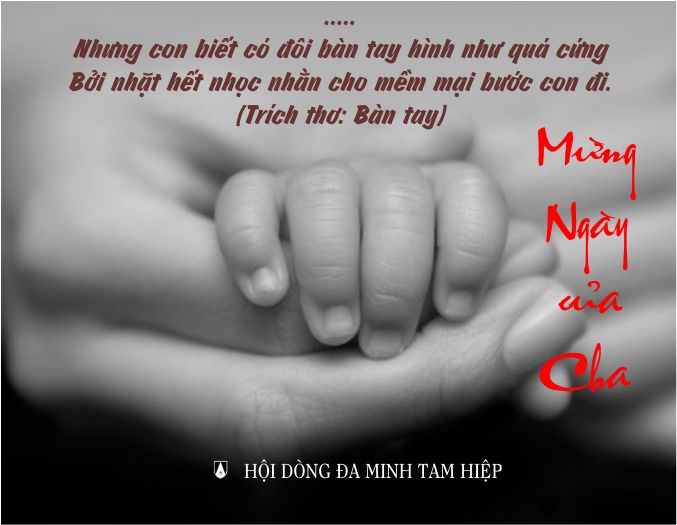 .....
Nhưng con biết có đôi bàn tay hình như quá cứng
Bởi nhặt hết nhọc nhằn cho mềm mại bước con đi.
(Trích thơ: Bàn tay)
Mừng
Ngày
của
Cha
HỘI DÒNG ĐA MINH TAM HIỆP